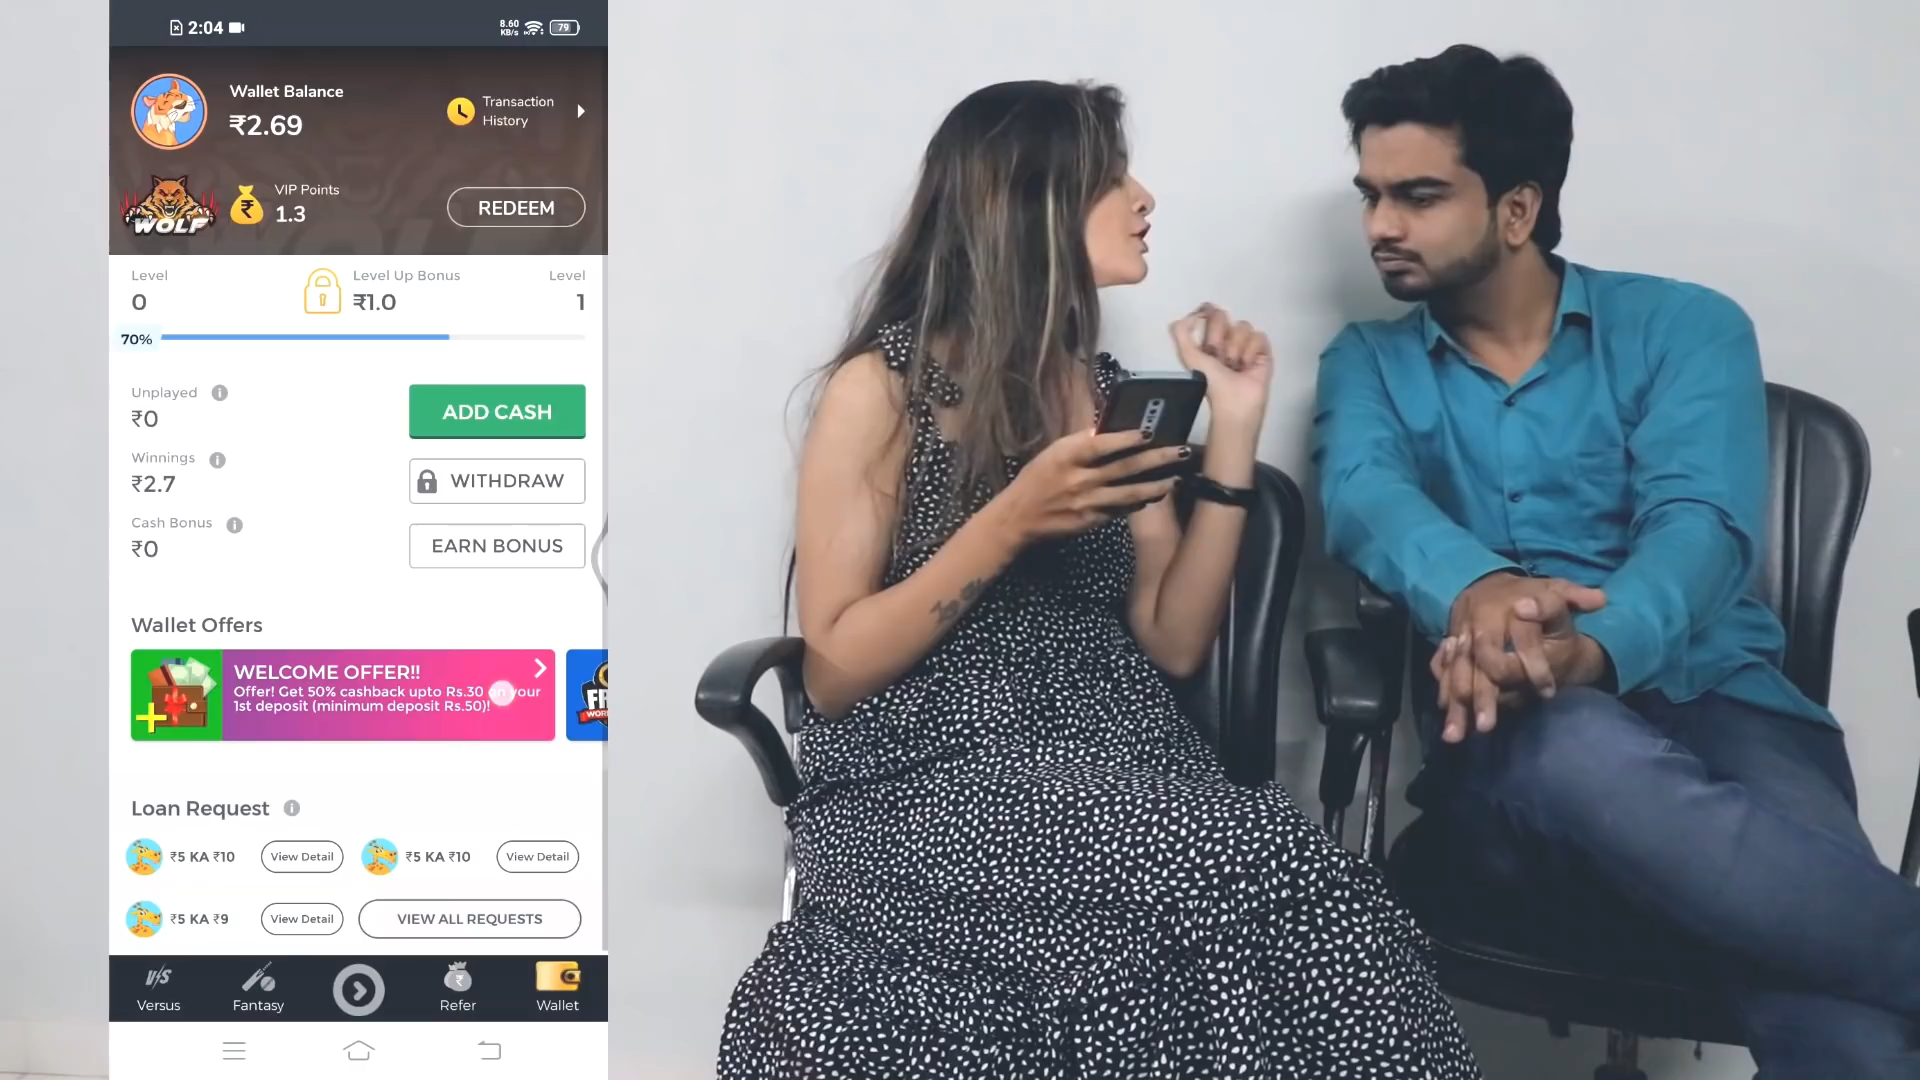 2:04
8.60
KB/s
79
Wallet Balance
₹2.69
Transaction
History
WOLF
VIP Points
1.3
REDEEM
Level
0
Level Up Bonus
₹1.0
Level
1
70%
Unplayed
₹0
ADD CASH
Winnings
₹2.7
WITHDRAW
Cash Bonus
₹0
EARN BONUS
Wallet Offers
WELCOME OFFER!!
Offer! Get 50% cashback upto Rs.30 on your
1st deposit (minimum deposit Rs.50)!
Loan Request
₹5 KA ₹10
View Detail
₹5 KA ₹10
View Detail
₹5 KA ₹9
View Detail
VIEW ALL REQUESTS
V/S
Versus
Fantasy
Refer
Wallet